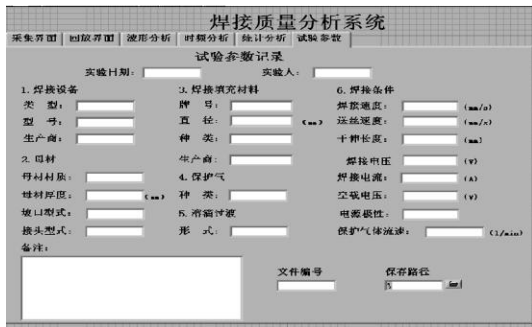 焊接质量分析系统
采集界面 回放界面 波形分析 时频分析 统计分析 试验参数
试验参数记录
实验日期: 实验人:
1.焊接设备 3.焊接填充材料 6.焊接条件
类 型: 牌 号: 焊接速度: (mm/s)
型 号: 直 径: (mm) 送丝速度: (mm/s)
生产商: 种 类: 干伸长度: (mm)
2.母材 生产商: 焊接电压 (V)
母材材质: 4.保护气 焊接电流: (A)
母材厚度: (mm) 种 类: 空载电压: (V)
坡口型式: 5.溶滴过渡 电源极性:
接头型式: 形 式: 保护气体流速: (l/min)
备注:
文件编号 保存路径